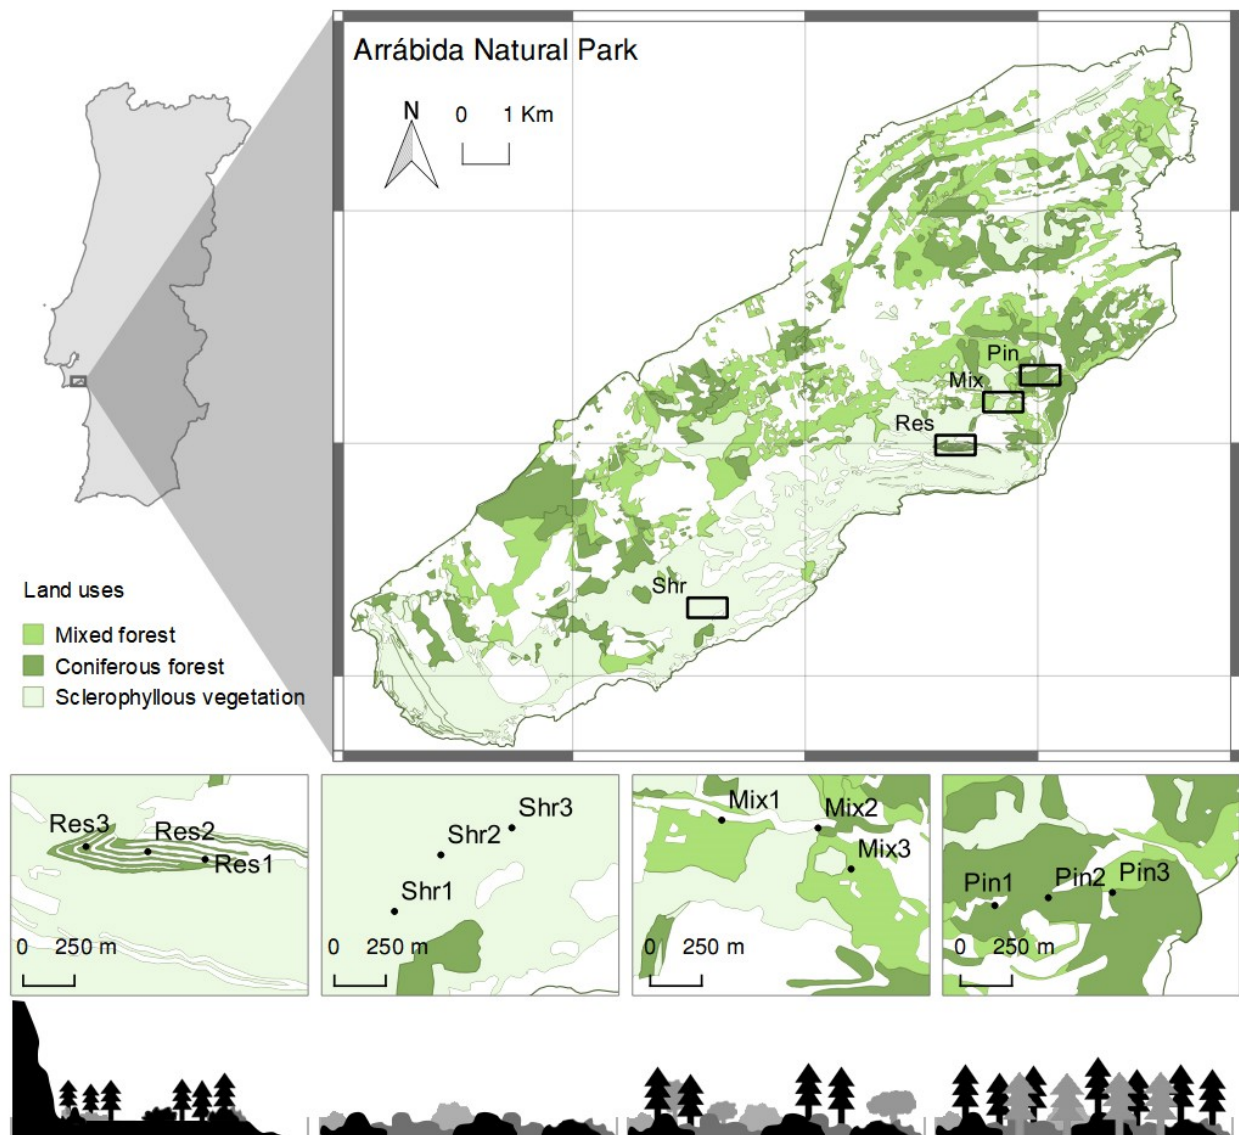 Arrábida Natural Park
N
0 1 Km
Pin
Mix
Res
Shr
Land uses
Mixed forest
Coniferous forest
Sclerophyllous vegetation
Res3
Res2
Res1
0 250 m
Shr3
Shr2
Shr1
0 250 m
Mix1
Mix2
Mix3
0 250 m
Pin1
Pin2
Pin3
0 250 m